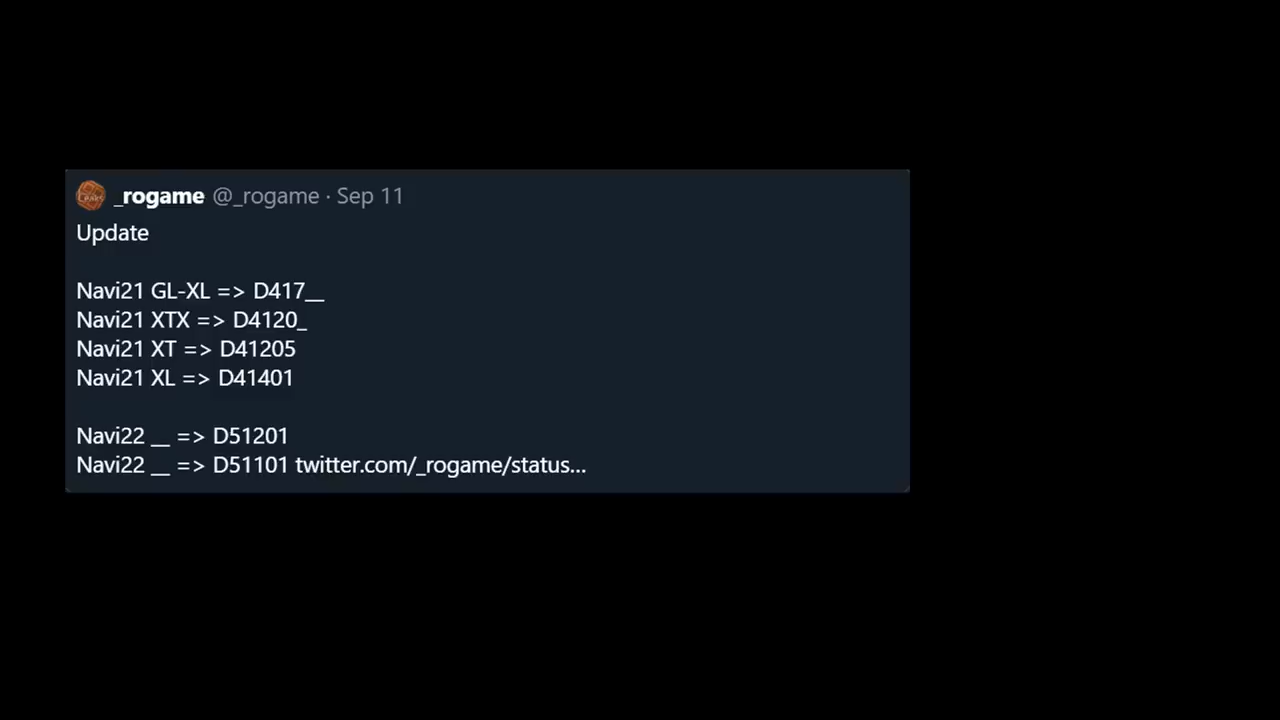 _rogame @_rogame · Sep 11
Update
Navi21 GL-XL => D417__
Navi21 XTX => D4120_
Navi21 XT => D41205
Navi21 XL => D41401
Navi22 __ => D51201
Navi22 __ => D51101 twitter.com/_rogame/status...